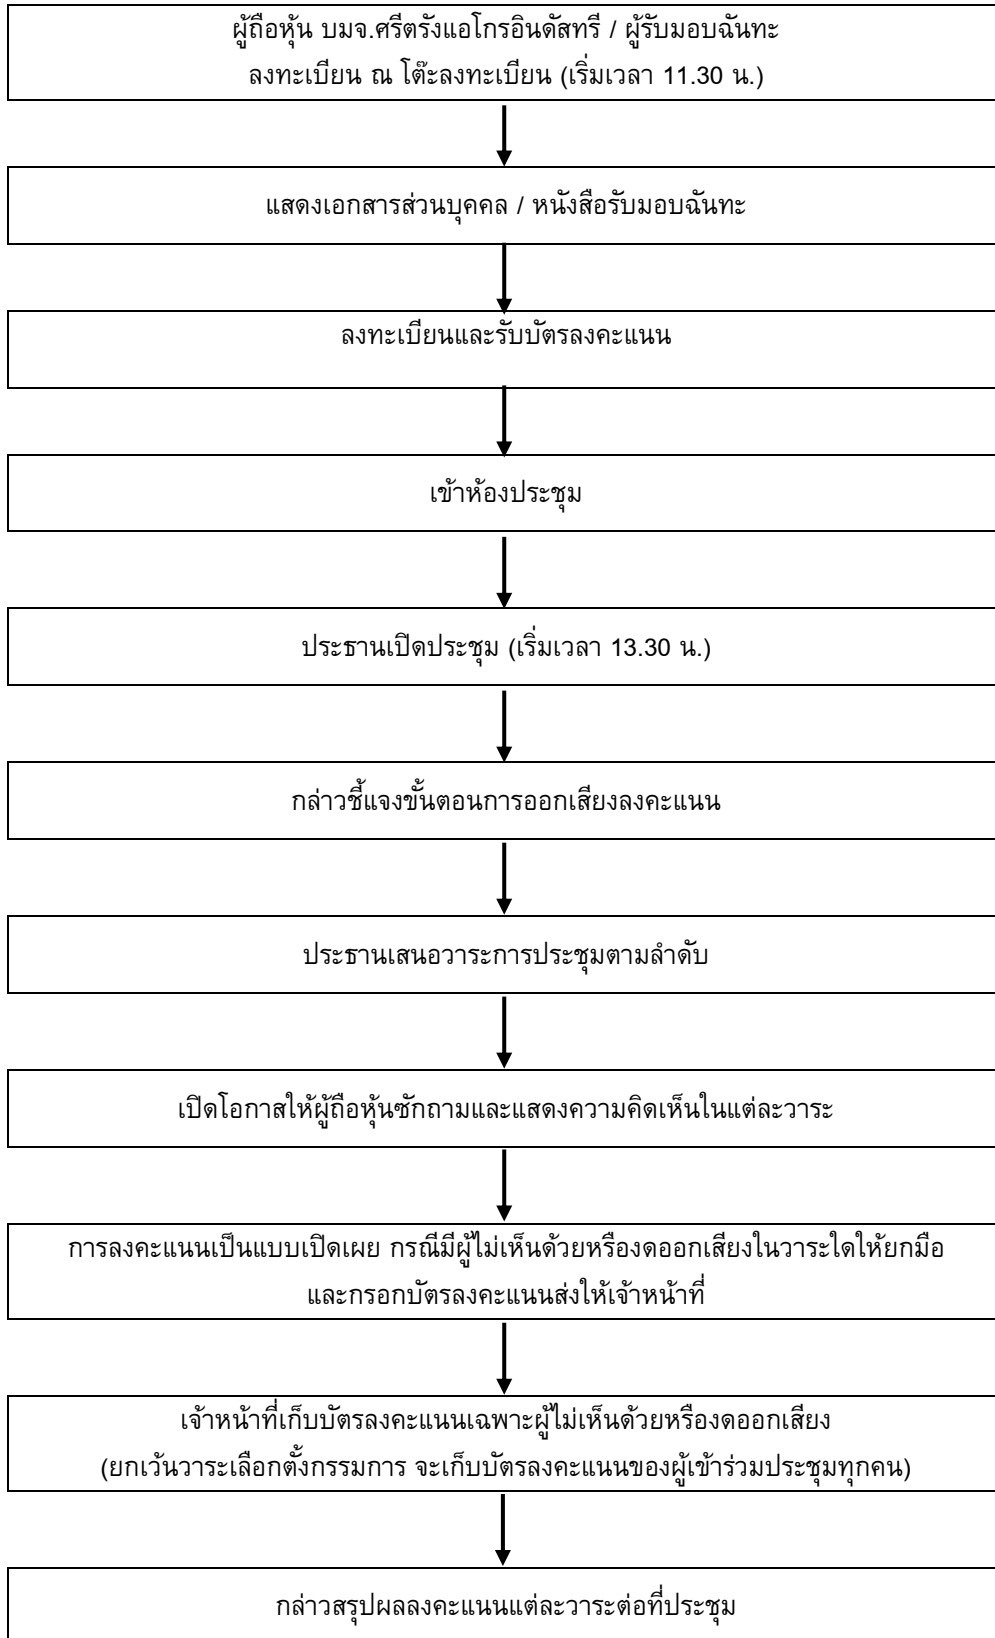 ผู้ถือหุ้น บมจ.ศรีตรังแอโกรอินดัสทรี / ผู้รับมอบฉันทะ
ลงทะเบียน ณ โต๊ะลงทะเบียน (เริ่มเวลา 11.30 น.)
แสดงเอกสารส่วนบุคคล / หนังสือรับมอบฉันทะ
ลงทะเบียนและรับบัตรลงคะแนน
เข้าห้องประชุม
ประธานเปิดประชุม (เริ่มเวลา 13.30 น.)
กล่าวชี้แจงขั้นตอนการออกเสียงลงคะแนน
ประธานเสนอวาระการประชุมตามลำดับ
เปิดโอกาสให้ผู้ถือหุ้นซักถามและแสดงความคิดเห็นในแต่ละวาระ
การลงคะแนนเป็นแบบเปิดเผย กรณีมีผู้ไม่เห็นด้วยหรืองดออกเสียงในวาระใดให้ยกมือ
และกรอกบัตรลงคะแนนส่งให้เจ้าหน้าที่
เจ้าหน้าที่เก็บบัตรลงคะแนนเฉพาะผู้ไม่เห็นด้วยหรืองดออกเสียง
(ยกเว้นวาระเลือกตั้งกรรมการ จะเก็บบัตรลงคะแนนของผู้เข้าร่วมประชุมทุกคน)
กล่าวสรุปผลลงคะแนนแต่ละวาระต่อที่ประชุม